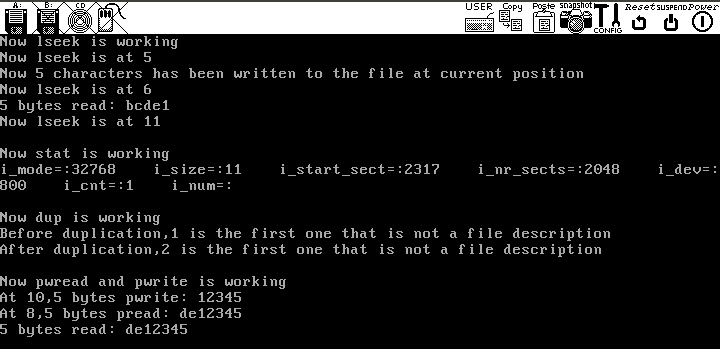 A: B: CD USER Copy Paste Snapshot CONFIG Reset SUSPEND Power
Now lseek is working
Now lseek is at 5
Now 5 characters has been written to the file at current position
Now lseek is at 6
5 bytes read: bcde1
Now lseek is at 11
Now stat is working
i_mode=:32768 i_size=:11 i_start_sect=:2317 i_nr_sects=:2048 i_dev=:
800 i_cnt=:1 i_num=:
Now dup is working
Before duplication,1 is the first one that is not a file description
After duplication,2 is the first one that is not a file description
Now pwread and pwrite is working
At 10,5 bytes pwrite: 12345
At 8,5 bytes pread: de12345
5 bytes read: de12345